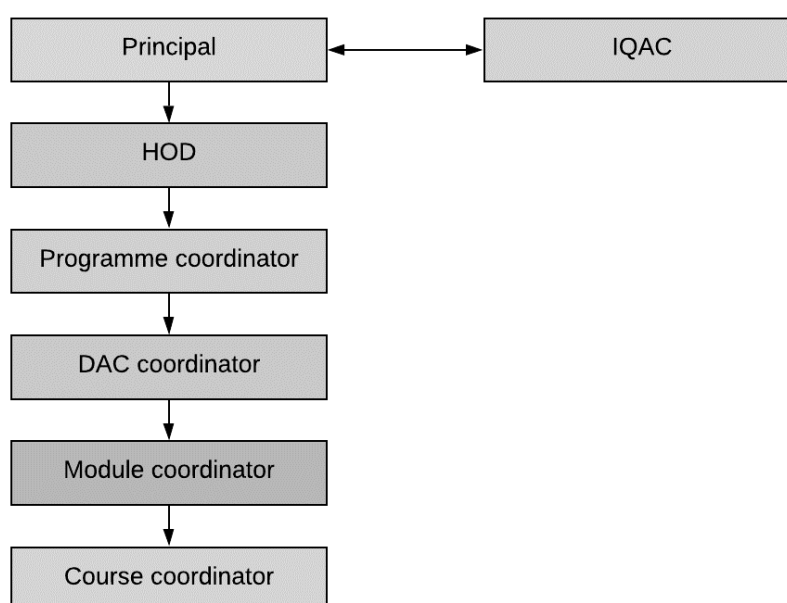 Principal
IQAC
HOD
Programme coordinator
DAC coordinator
Module coordinator
Course coordinator